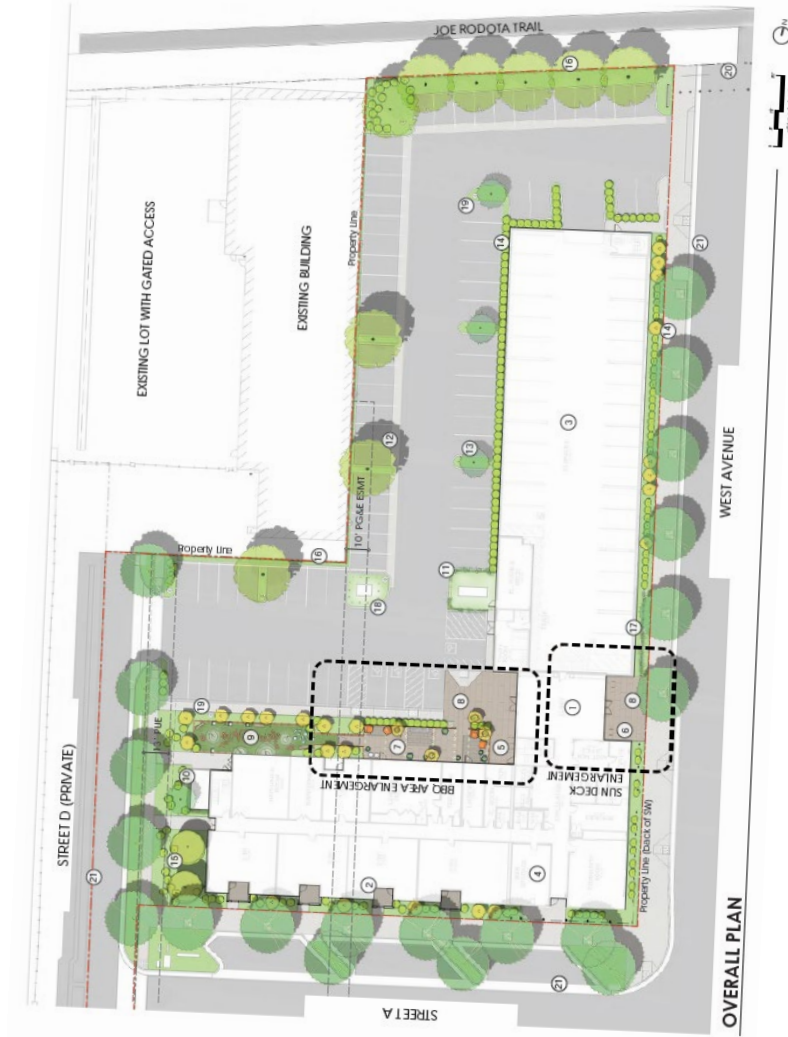 JOE RODOTA TRAIL
N
16
20
EXISTING LOT WITH GATED ACCESS
EXISTING BUILDING
Property Line
19
14
21
14
12
13
3
10' PG&E ESMT
WEST AVENUE
Property Line
16
11
18
17
STREET D (PRIVATE)
19
PUE
9
7
8
5
1
6
8
10
BBQ AREA ENLARGEMENT
SUN DECK
ENLARGEMENT
15
21
2
4
Property Line (back of SW)
21
STREET A
OVERALL PLAN